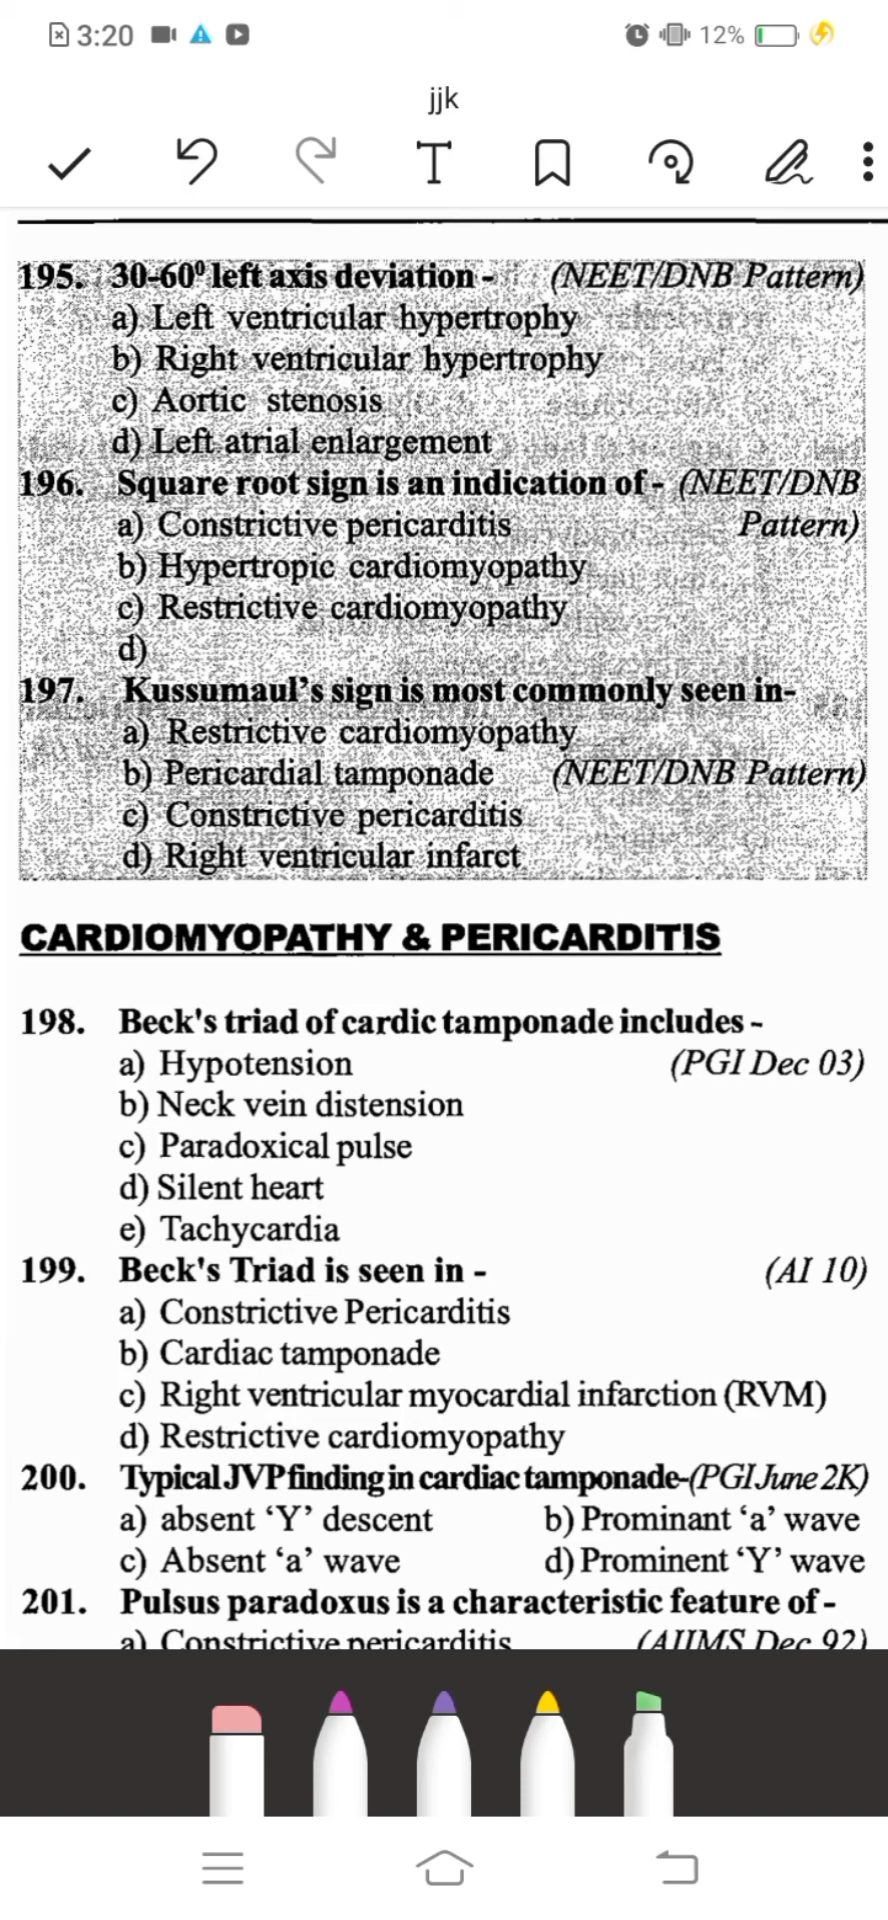 3:20
12%
jjk
T
195. 30-60⁰ left axis deviation - (NEET/DNB Pattern)
a) Left ventricular hypertrophy
b) Right ventricular hypertrophy
c) Aortic stenosis
d) Left atrial enlargement
196. Square root sign is an indication of - (NEET/DNB
a) Constrictive pericarditis Pattern)
b) Hypertropic cardiomyopathy
c) Restrictive cardiomyopathy
d)
197. Kussumaul's sign is most commonly seen in-
a) Restrictive cardiomyopathy
b) Pericardial tamponade (NEET/DNB Pattern)
c) Constrictive pericarditis
d) Right ventricular infarct
CARDIOMYOPATHY & PERICARDITIS
198. Beck's triad of cardic tamponade includes -
a) Hypotension (PGI Dec 03)
b) Neck vein distension
c) Paradoxical pulse
d) Silent heart
e) Tachycardia
199. Beck's Triad is seen in - (AI 10)
a) Constrictive Pericarditis
b) Cardiac tamponade
c) Right ventricular myocardial infarction (RVM)
d) Restrictive cardiomyopathy
200. Typical JVP finding in cardiac tamponade-(PGI June 2K)
a) absent 'Y' descent b) Prominant 'a' wave
c) Absent 'a' wave d) Prominent 'Y' wave
201. Pulsus paradoxus is a characteristic feature of -
a) Constrictive pericarditis (AIIMS Dec 92)